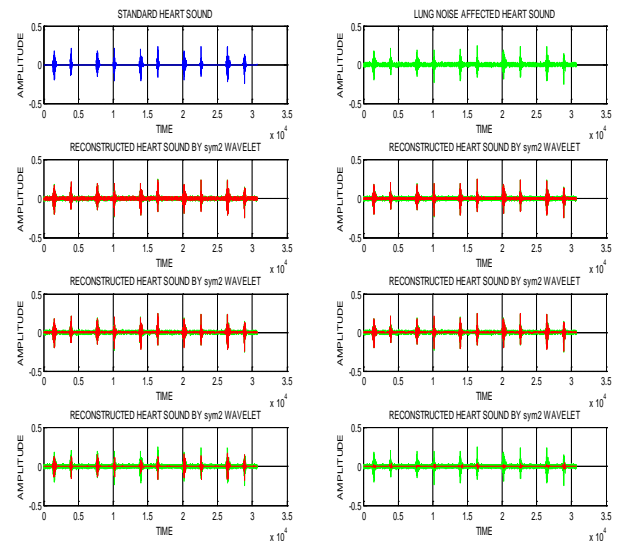 STANDARD HEART SOUND
AMPLITUDE
0.5
0
-0.5
0 0.5 1 1.5 2 2.5 3 3.5
TIME
x 10^4
LUNG NOISE AFFECTED HEART SOUND
AMPLITUDE
0.5
0
-0.5
0 0.5 1 1.5 2 2.5 3 3.5
TIME
x 10^4
RECONSTRUCTED HEART SOUND BY sym2 WAVELET
AMPLITUDE
0.5
0
-0.5
0 0.5 1 1.5 2 2.5 3 3.5
TIME
x 10^4
RECONSTRUCTED HEART SOUND BY sym2 WAVELET
AMPLITUDE
0.5
0
-0.5
0 0.5 1 1.5 2 2.5 3 3.5
TIME
x 10^4
RECONSTRUCTED HEART SOUND BY sym2 WAVELET
AMPLITUDE
0.5
0
-0.5
0 0.5 1 1.5 2 2.5 3 3.5
TIME
x 10^4
RECONSTRUCTED HEART SOUND BY sym2 WAVELET
AMPLITUDE
0.5
0
-0.5
0 0.5 1 1.5 2 2.5 3 3.5
TIME
x 10^4
RECONSTRUCTED HEART SOUND BY sym2 WAVELET
AMPLITUDE
0.5
0
-0.5
0 0.5 1 1.5 2 2.5 3 3.5
TIME
x 10^4
RECONSTRUCTED HEART SOUND BY sym2 WAVELET
AMPLITUDE
0.5
0
-0.5
0 0.5 1 1.5 2 2.5 3 3.5
TIME
x 10^4